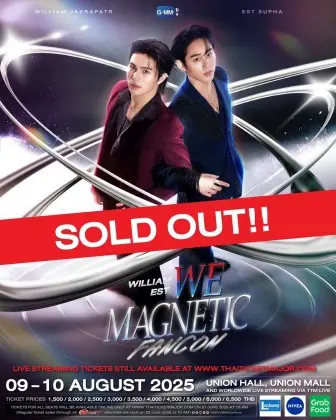 WILLIAM JAKRAPATR
GMM TV
EST SUPHA
SOLD OUT!!
WILLIAM
EST
WE
MAGNETIC
FANCON
LIVE STREAMING TICKETS STILL AVAILABLE AT WWW.THAITICKETMAJOR.COM
09-10 AUGUST 2025
UNION HALL, UNION MALL
AND WORLDWIDE LIVE STREAMING VIA TTM LIVE
TICKET PRICES 1,500 / 2,000 / 2,500 / 3,000 / 3,500 / 4,000 / 4,500 / 5,000 / 6,000 / 6,500 THB
NIVEA
Grab
Food